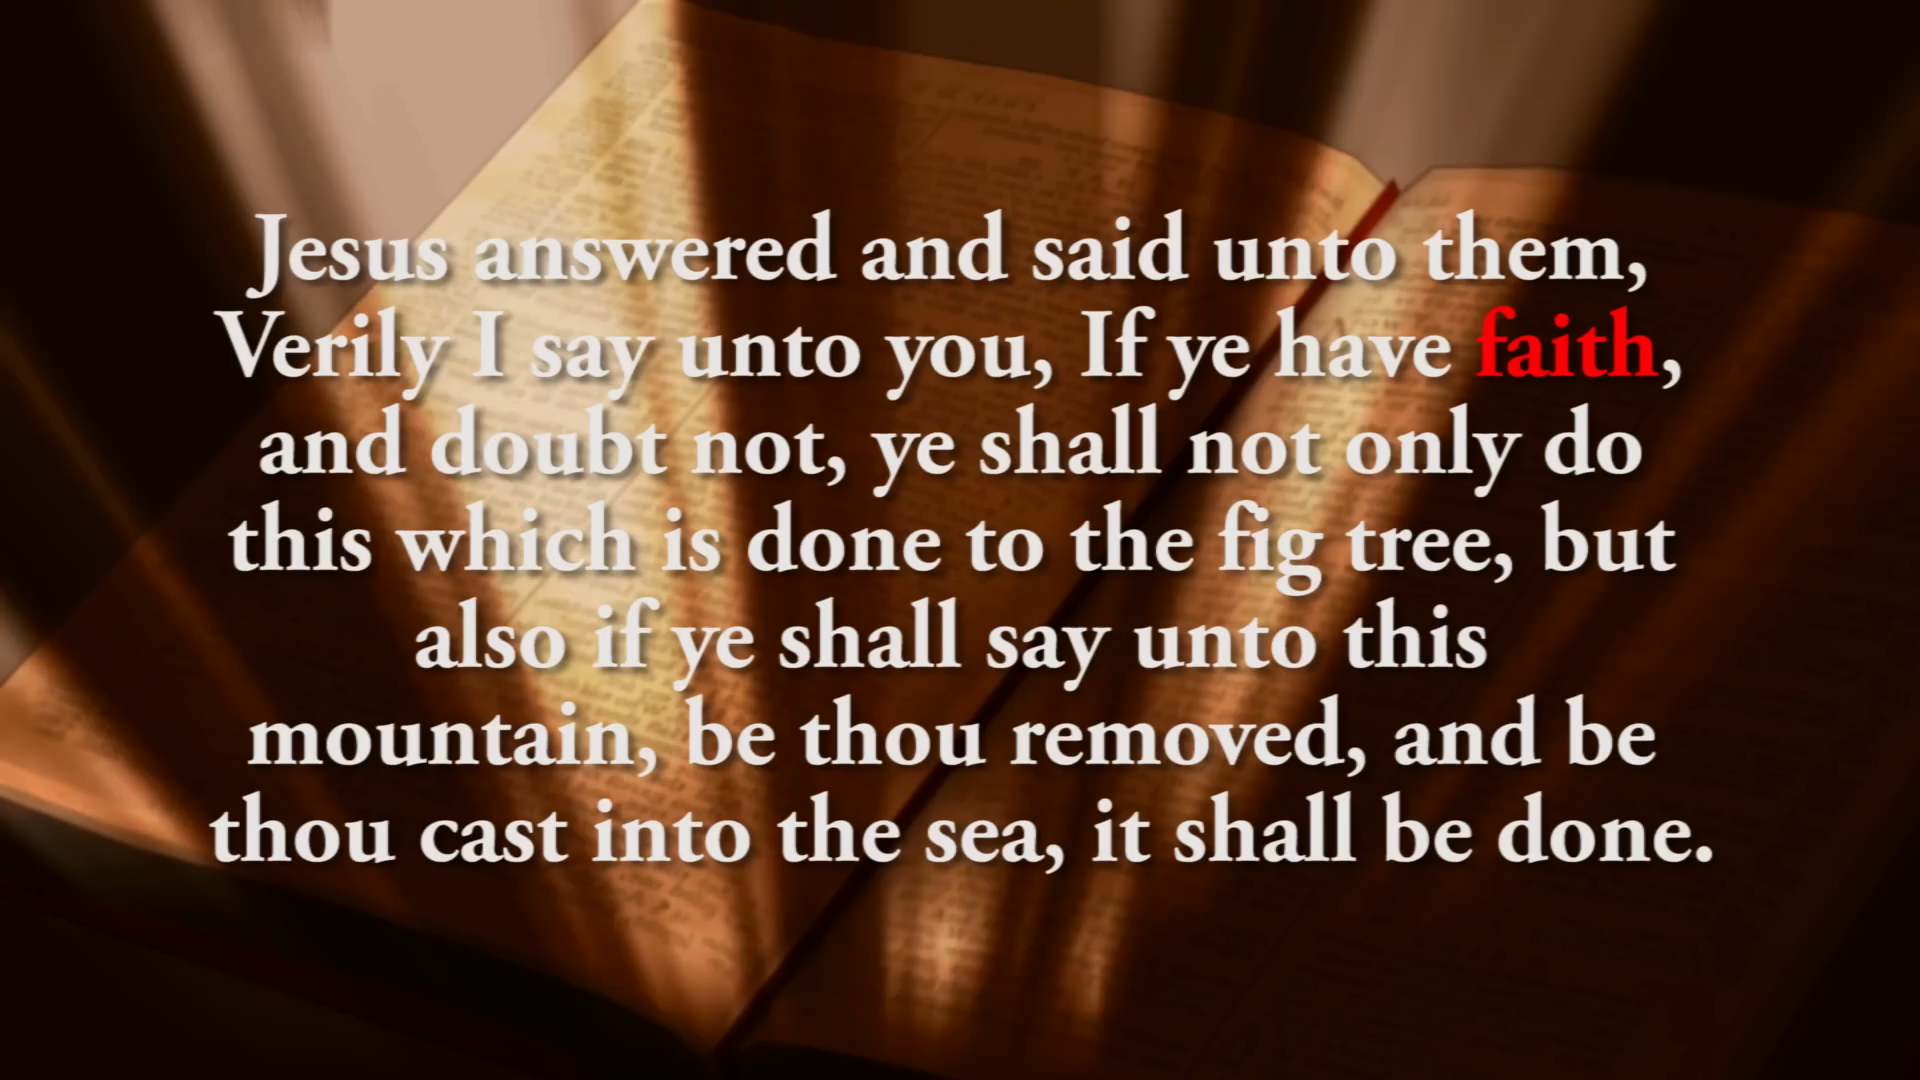 Jesus answered and said unto them,
Verily I say unto you, If ye have faith,
and doubt not, ye shall not only do
this which is done to the fig tree, but
also if ye shall say unto this
mountain, be thou removed, and be
thou cast into the sea, it shall be done.